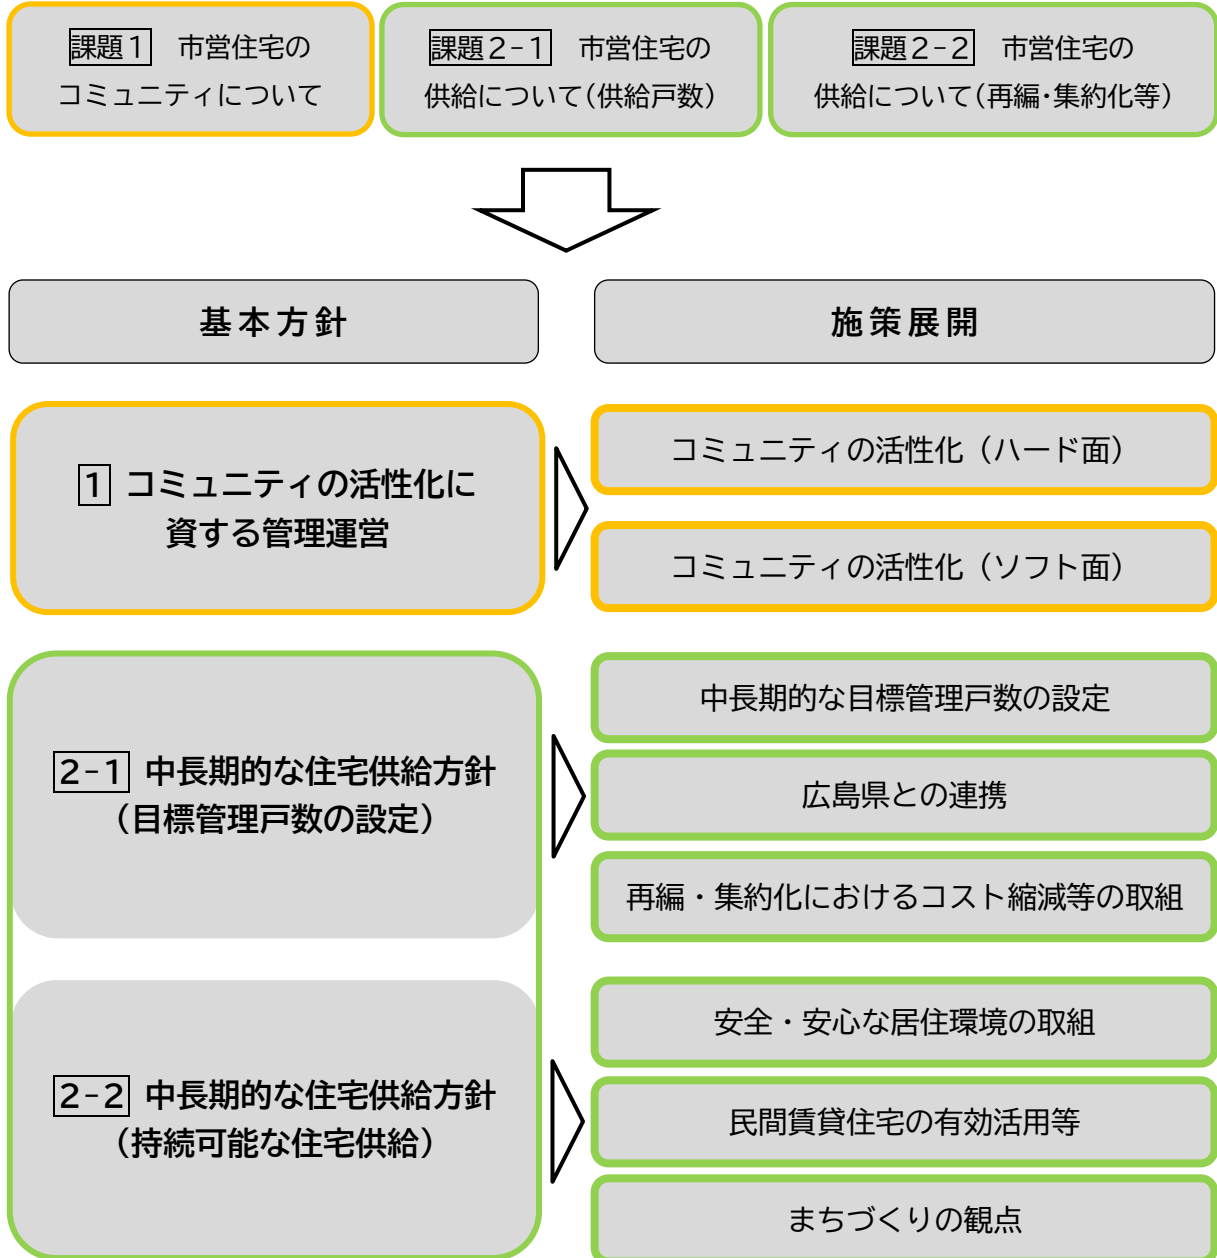 課題１　市営住宅の
コミュニティについて
課題２-１　市営住宅の
供給について（供給戸数）
課題２-２　市営住宅の
供給について（再編・集約化等）
基本方針
施策展開
1 コミュニティの活性化に
資する管理運営
コミュニティの活性化（ハード面）
コミュニティの活性化（ソフト面）
2-1 中長期的な住宅供給方針
（目標管理戸数の設定）
中長期的な目標管理戸数の設定
広島県との連携
再編・集約化におけるコスト縮減等の取組
2-2 中長期的な住宅供給方針
（持続可能な住宅供給）
安全・安心な居住環境の取組
民間賃貸住宅の有効活用等
まちづくりの観点